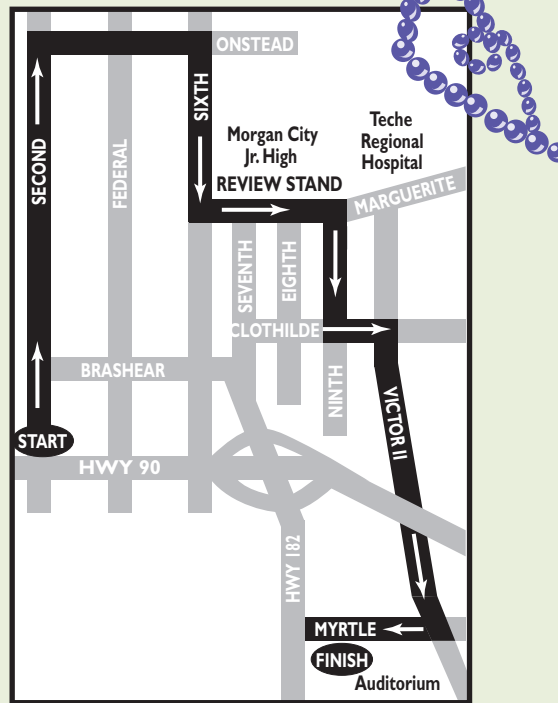 ONSTEAD
SIXTH
SECOND
FEDERAL
Morgan City
Jr. High
REVIEW STAND
Teche
Regional
Hospital
MARGUERITE
SEVENTH
EIGHTH
CLOTHILDE
NINTH
BRASHEAR
VICTOR II
START
HWY 90
HWY 182
MYRTLE
FINISH
Auditorium